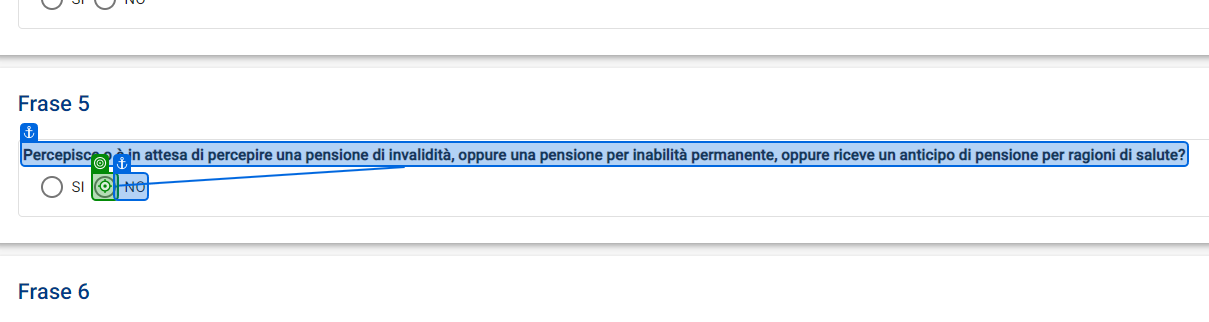 SI NO
Frase 5
Percepisce o è in attesa di percepire una pensione di invalidità, oppure una pensione per inabilità permanente, oppure riceve un anticipo di pensione per ragioni di salute?
SI NO
Frase 6